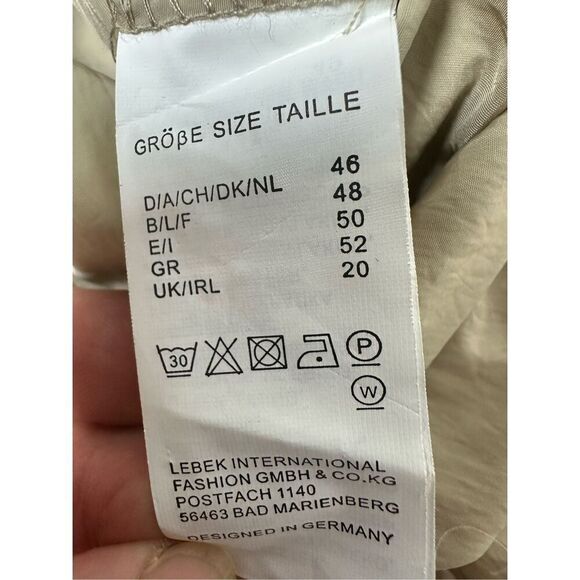 GRÖβE SIZE TAILLE
D/A/CH/DK/NL 46
B/L/F 48
E/I 50
GR 52
UK/IRL 20
30 P
W
LEBEK INTERNATIONAL
FASHION GMBH & CO.KG
POSTFACH 1140
56463 BAD MARIENBERG
DESIGNED IN GERMANY